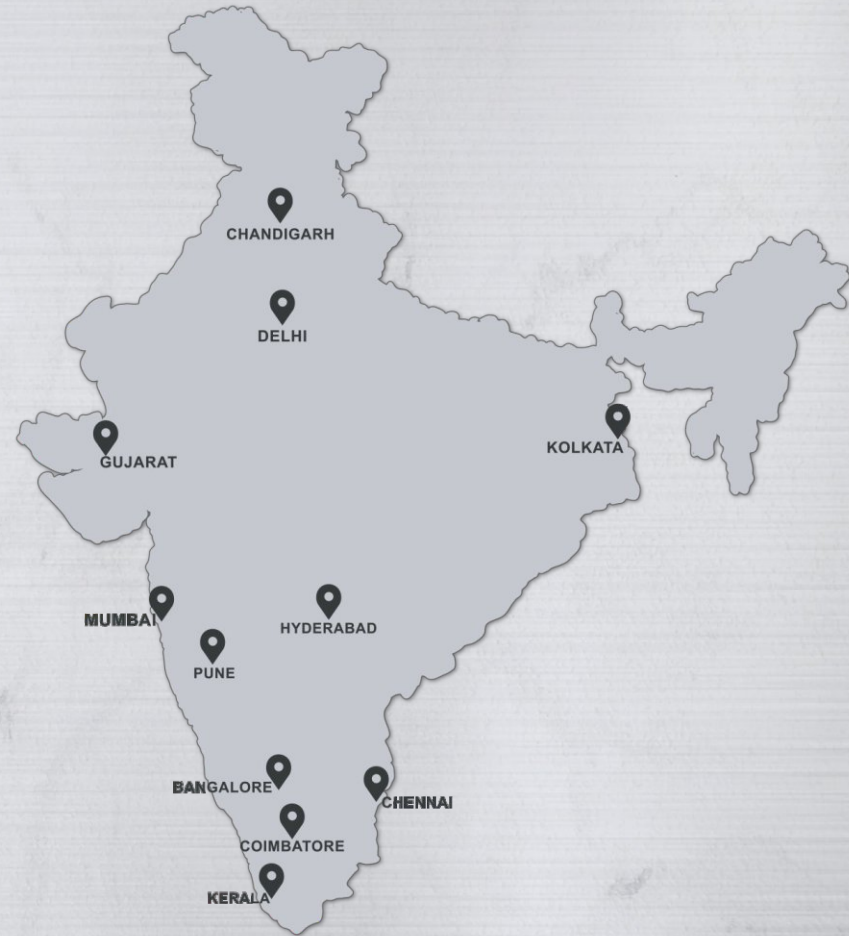 CHANDIGARH
DELHI
KOLKATA
GUJARAT
MUMBAI
HYDERABAD
PUNE
BANGALORE
CHENNAI
COIMBATORE
KERALA